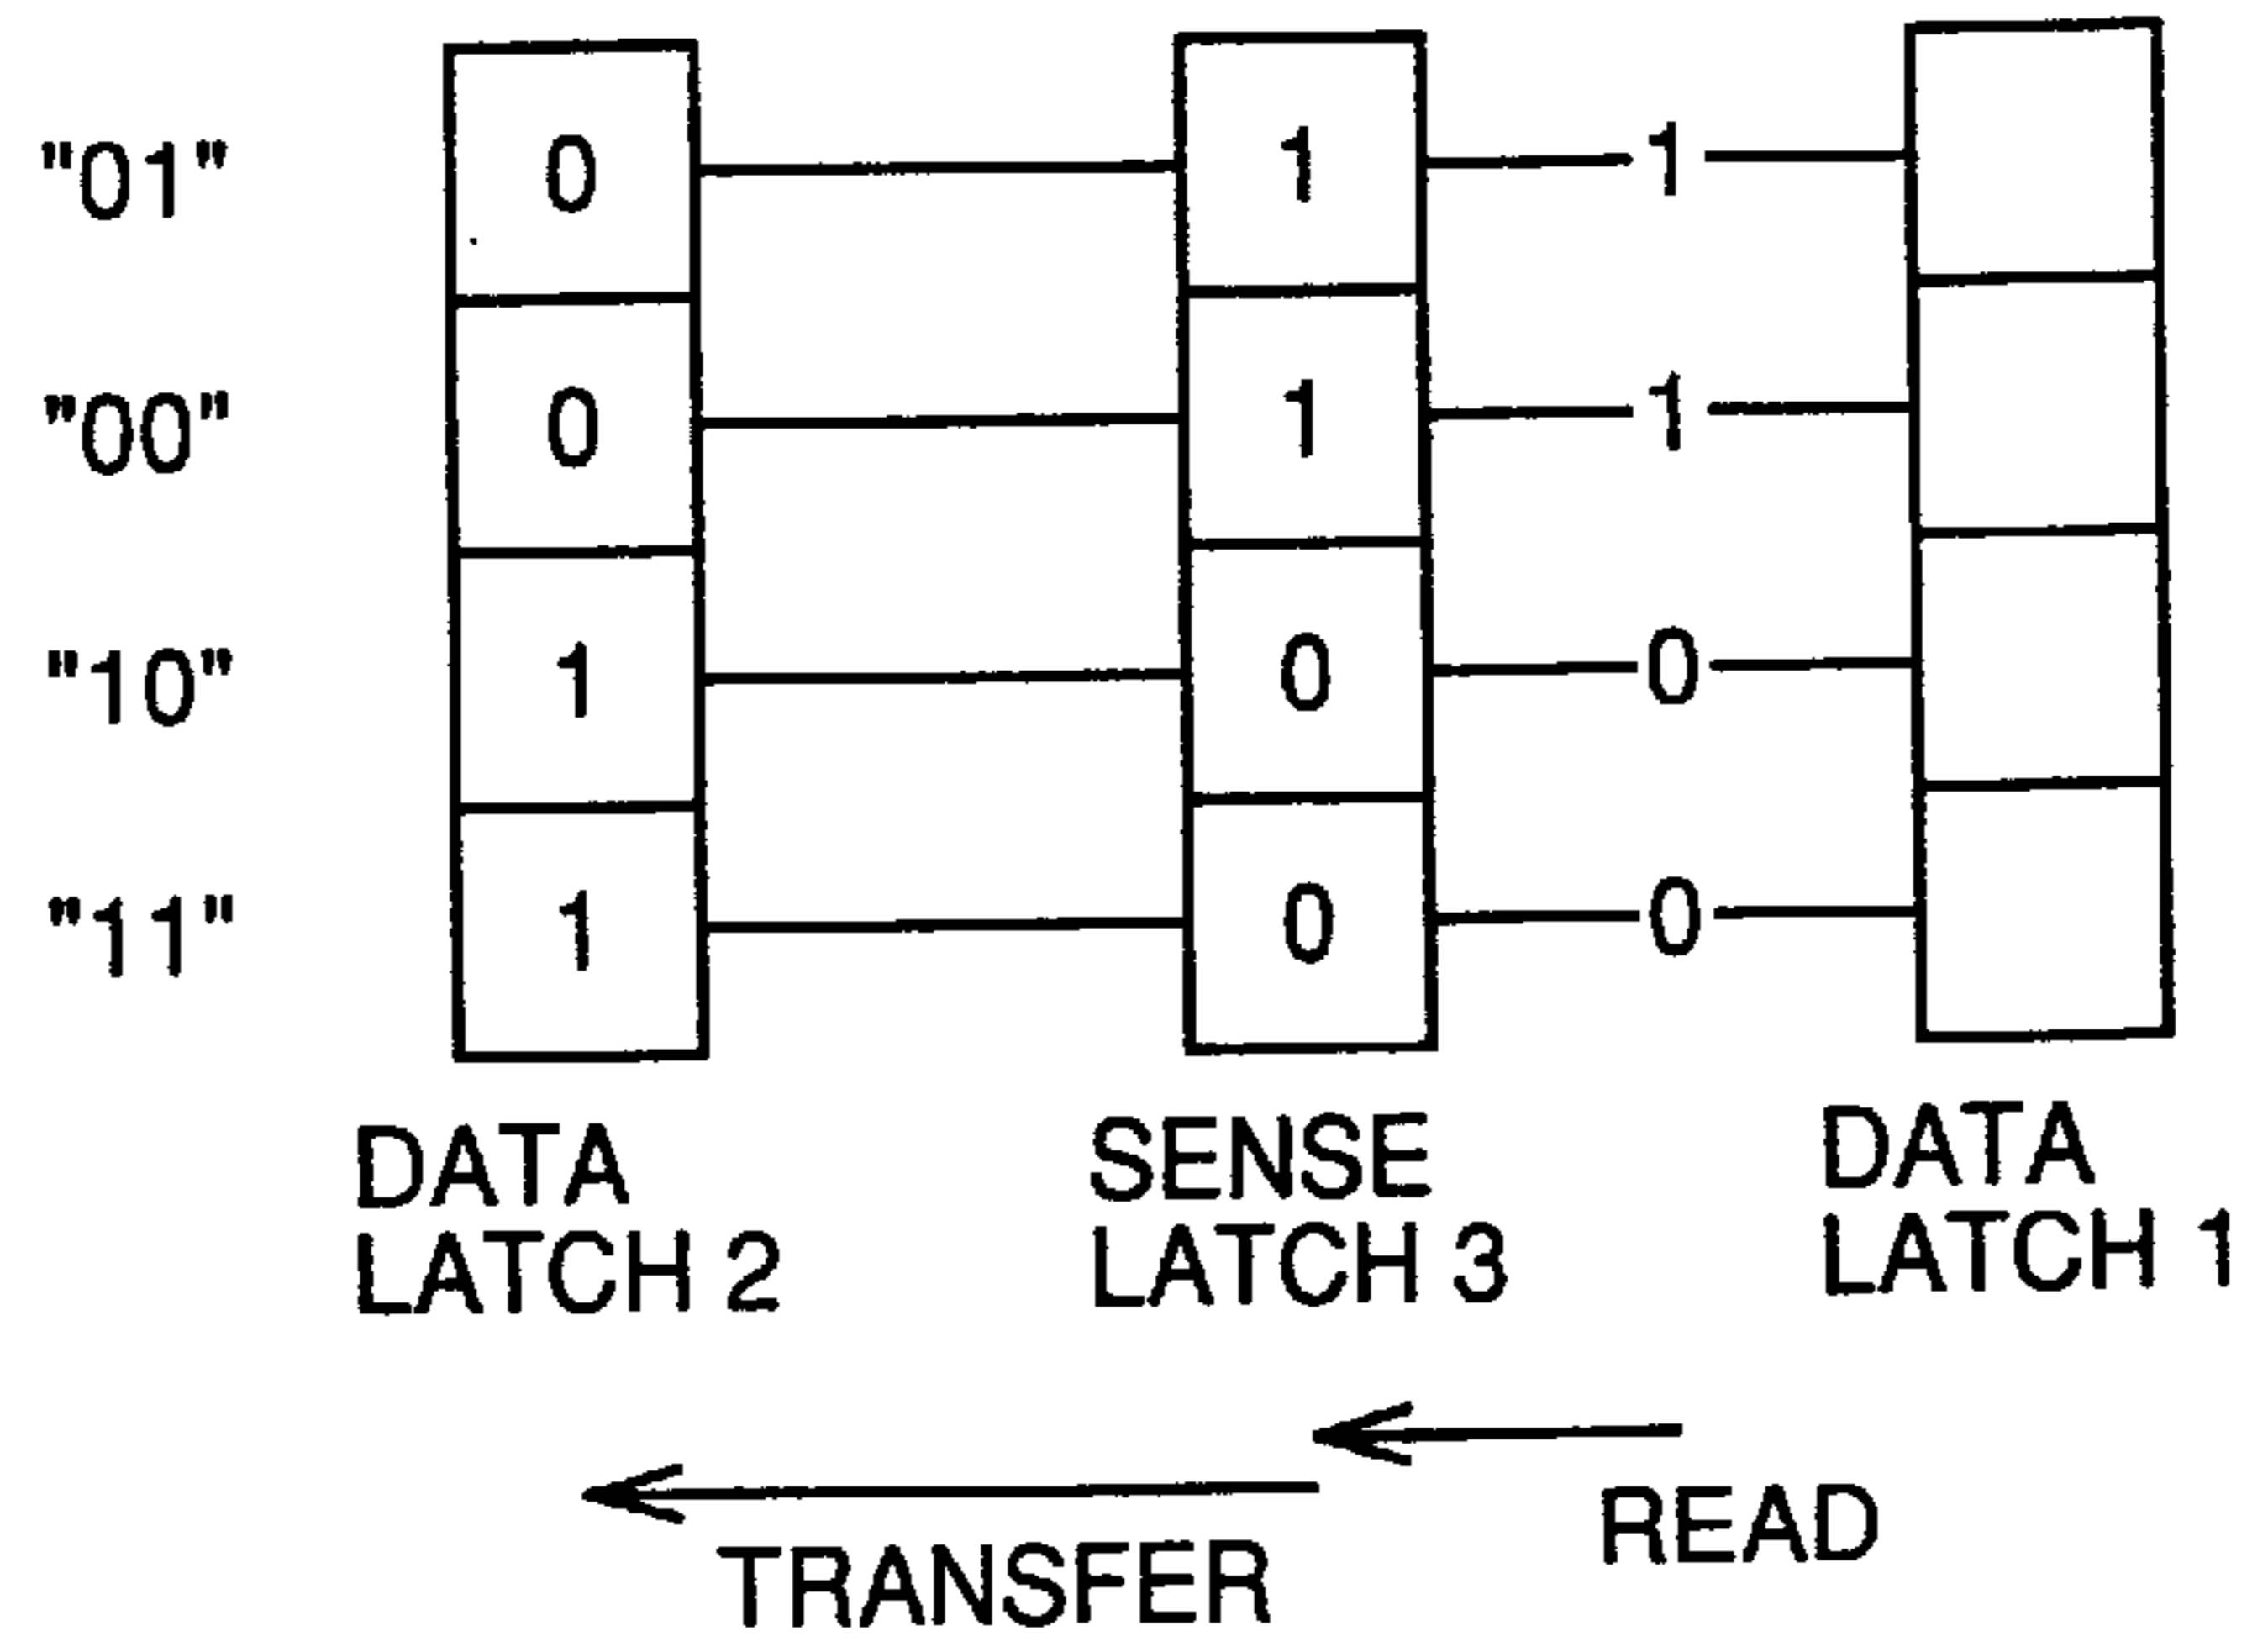 "01" 0 1 1
"00" 0 1 1
"10" 1 0 0
"11" 1 0 0
DATA LATCH 2
SENSE LATCH 3
DATA LATCH 1
READ
TRANSFER